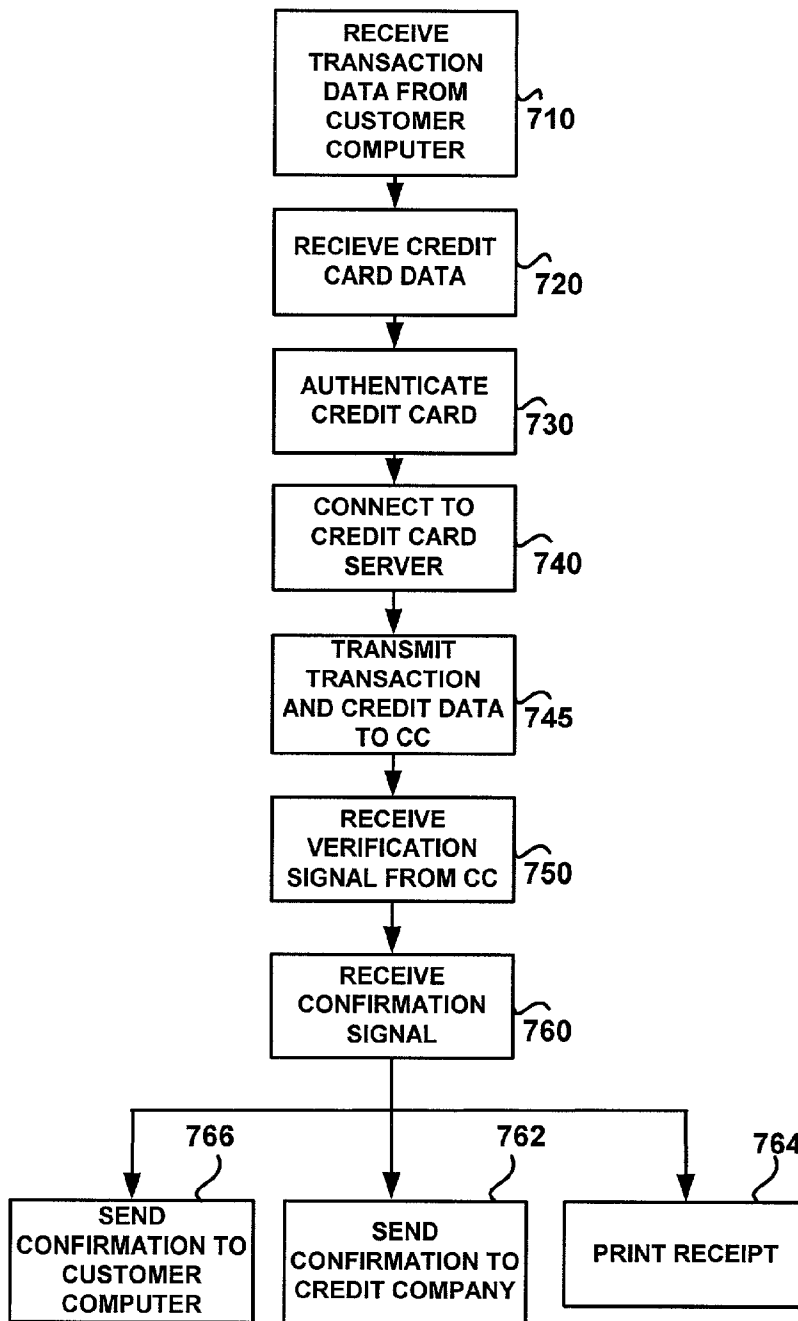 RECEIVE
TRANSACTION
DATA FROM
CUSTOMER
COMPUTER
710
RECIEVE CREDIT
CARD DATA
720
AUTHENTICATE
CREDIT CARD
730
CONNECT TO
CREDIT CARD
SERVER
740
TRANSMIT
TRANSACTION
AND CREDIT DATA
TO CC
745
RECEIVE
VERIFICATION
SIGNAL FROM CC
750
RECEIVE
CONFIRMATION
SIGNAL
760
766
SEND
CONFIRMATION TO
CUSTOMER
COMPUTER
762
SEND
CONFIRMATION TO
CREDIT COMPANY
764
PRINT RECEIPT